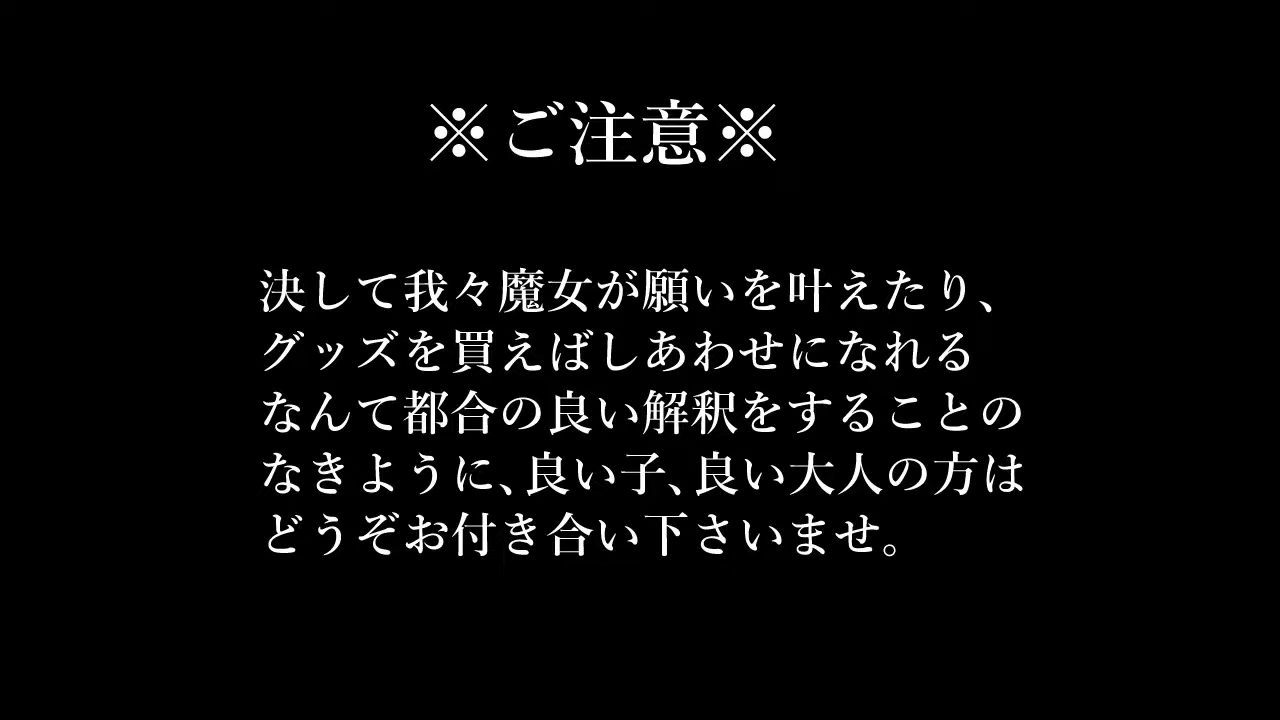 ※ご注意※
決して我々魔女が願いを叶えたり、
グッズを買えばしあわせになれる
なんて都合の良い解釈をすることの
なきように、良い子、良い大人の方は
どうぞお付き合い下さいませ。